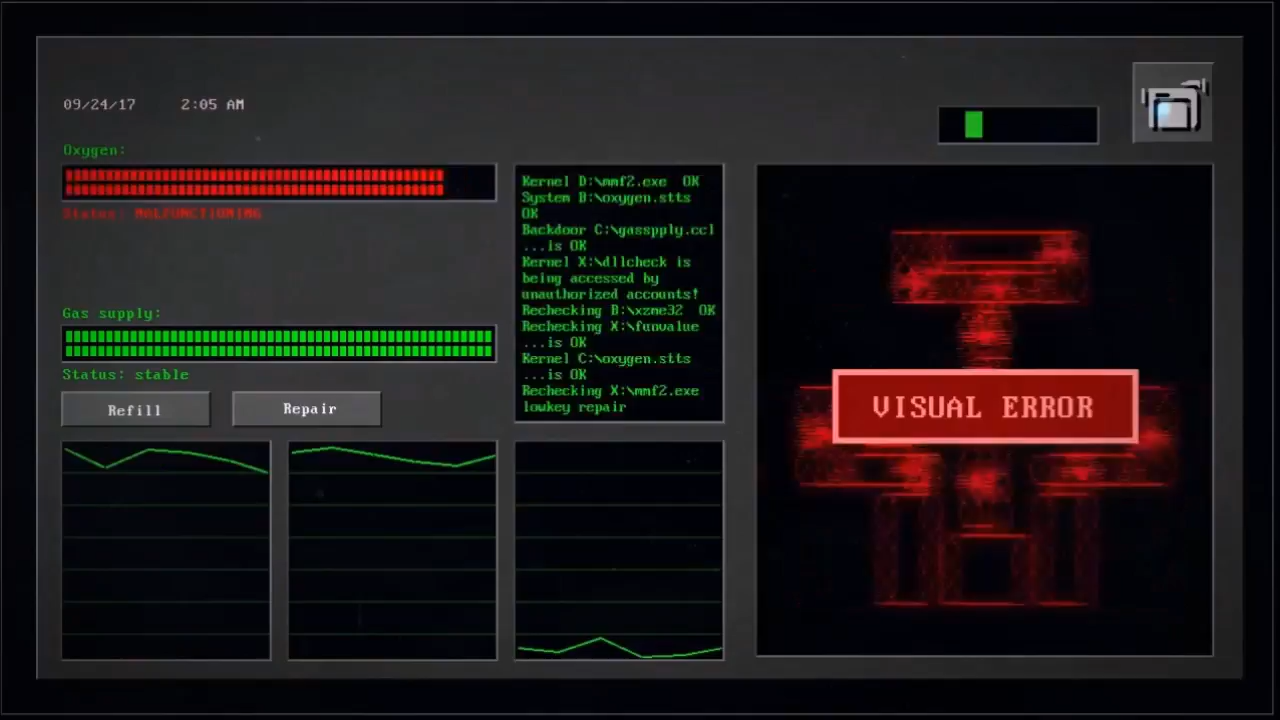 09/24/17 2:05 AM
Oxygen:
Status: MALFUNCTIONING
Gas supply:
Status: stable
Refill Repair
Kernel D:\mmf2.exe OK
System B:\oxygen.stts
OK
Backdoor C:\gasspply.ccl
...is OK
Kernel X:\dllcheck is
being accessed by
unauthorized accounts!
Rechecking B:\xzme32 OK
Rechecking X:\funvalue
...is OK
Kernel C:\oxygen.stts
...is OK
Rechecking X:\mmf2.exe
lowkey repair
VISUAL ERROR